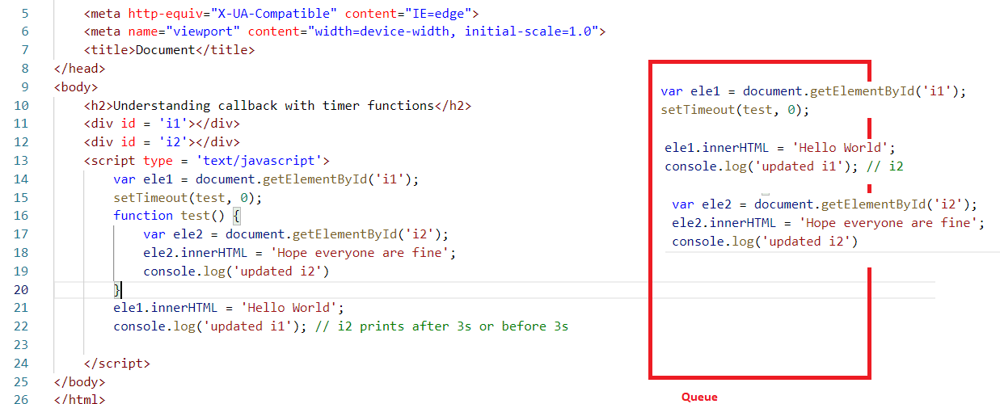 5 <meta http-equiv="X-UA-Compatible" content="IE=edge">
6 <meta name="viewport" content="width=device-width, initial-scale=1.0">
7 <title>Document</title>
8 </head>
9 <body>
10 <h2>Understanding callback with timer functions</h2>
11 <div id = 'i1'></div>
12 <div id = 'i2'></div>
13 <script type = 'text/javascript'>
14 var ele1 = document.getElementById('i1');
15 setTimeout(test, 0);
16 function test() {
17 var ele2 = document.getElementById('i2');
18 ele2.innerHTML = 'Hope everyone are fine';
19 console.log('updated i2')
20 }
21 ele1.innerHTML = 'Hello World';
22 console.log('updated i1'); // i2 prints after 3s or before 3s
23
24 </script>
25 </body>
26 </html>
var ele1 = document.getElementById('i1');
setTimeout(test, 0);
ele1.innerHTML = 'Hello World';
console.log('updated i1'); // i2
var ele2 = document.getElementById('i2');
ele2.innerHTML = 'Hope everyone are fine';
console.log('updated i2')
Queue